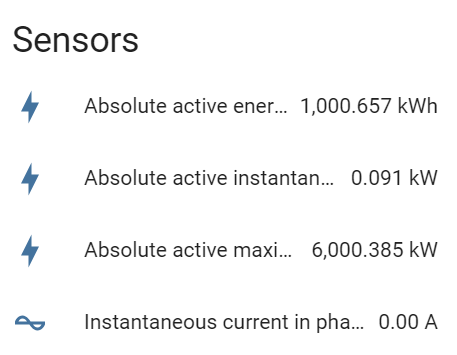 Sensors
Absolute active ener... 1,000.657 kWh
Absolute active instantan... 0.091 kW
Absolute active maxi... 6,000.385 kW
Instantaneous current in pha... 0.00 A